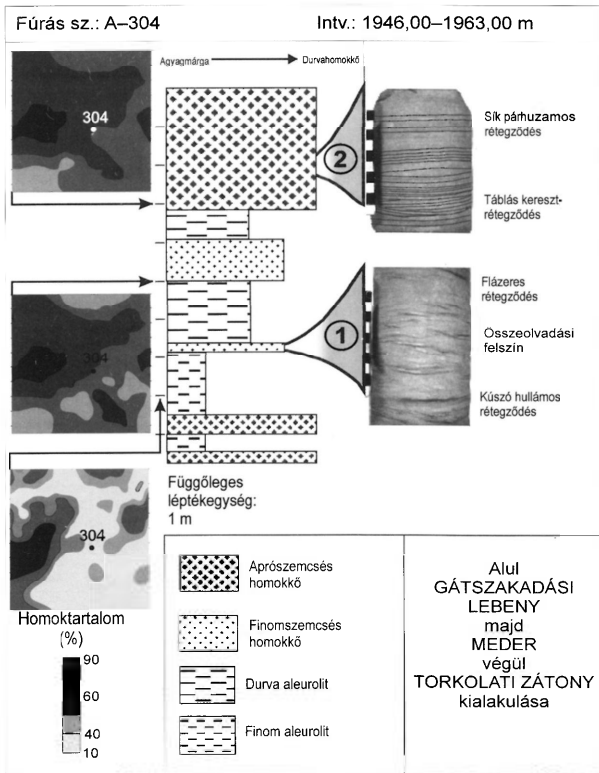 Fúrás sz.: A–304
Intv.: 1946,00–1963,00 m
Agyagmárga
Durvahomokkő
304
2
Sík párhuzamos
rétegződés
Táblás kereszt-
rétegződés
304
1
Flázeres
rétegződés
Osszeolvadási
felszín
Kúszó hullámos
rétegződés
304
Függőleges
léptékegység:
1 m
Homoktartalom
(%)
90
60
40
10
Aprószemcsés
homokkő
Finomszemcsés
homokkő
Durva aleurolit
Finom aleurolit
Alul
GÁTSZAKADÁSI
LEBENY
majd
MEDER
végül
TORKOLATI ZÁTONY
kialakulása